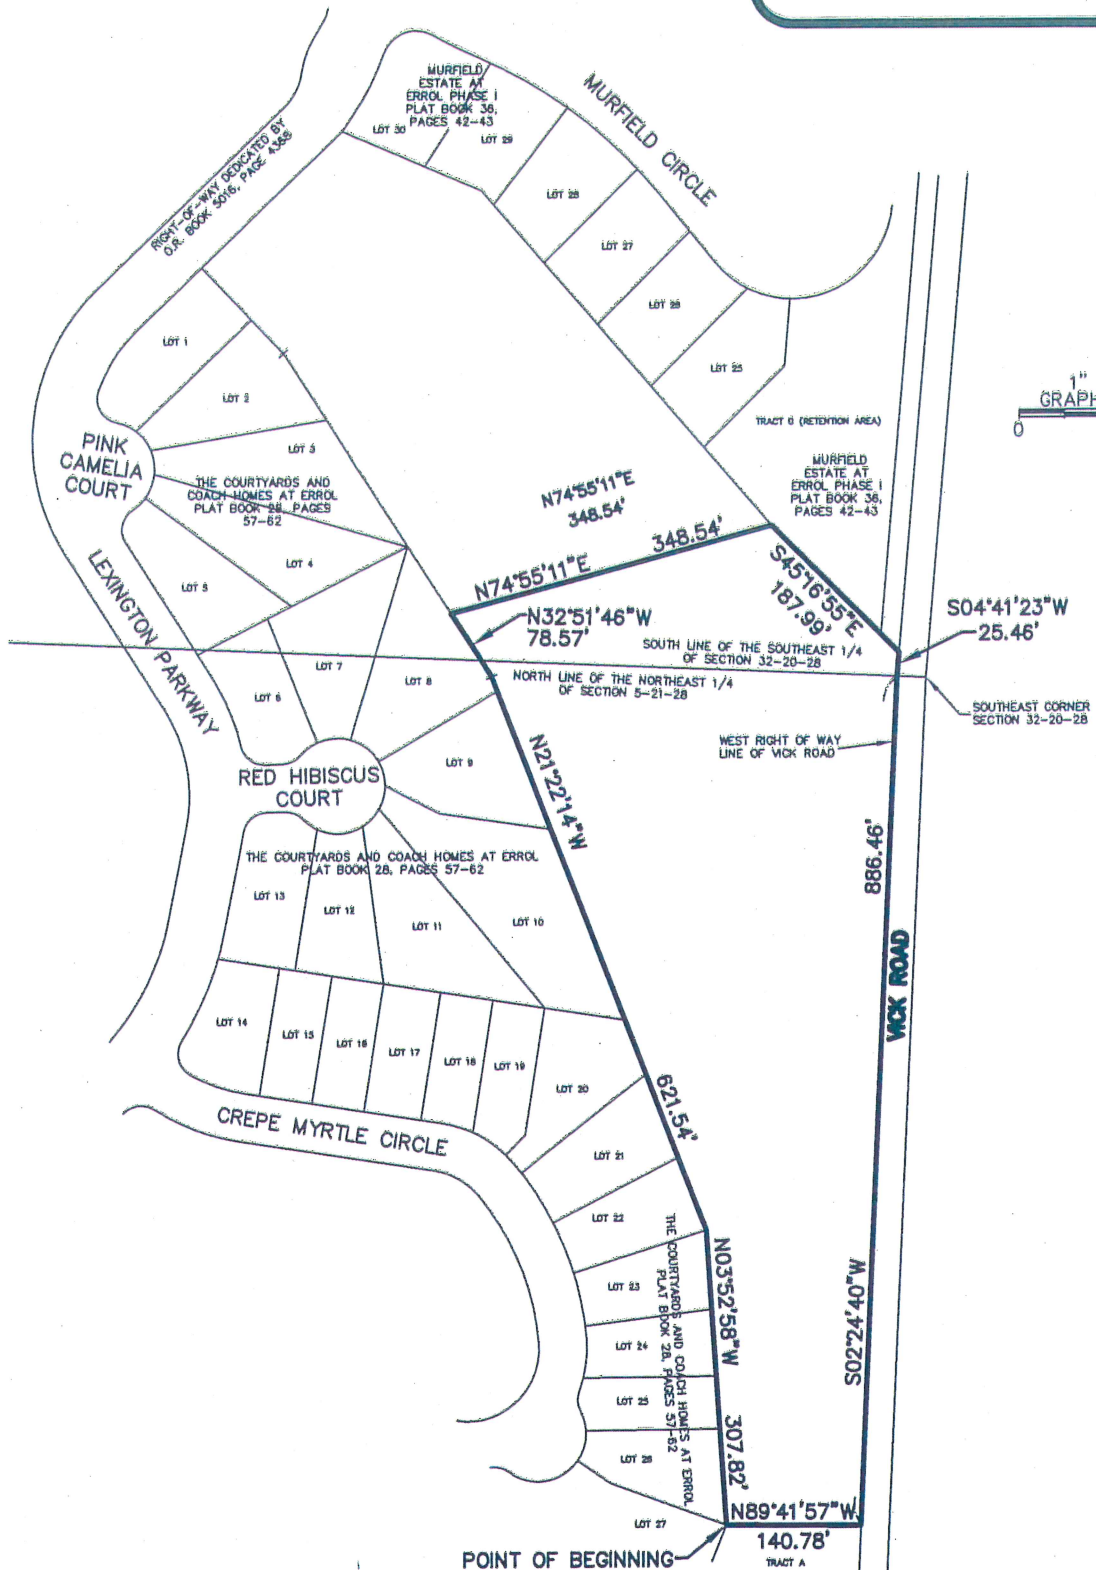 MURFIELD
ESTATE AT
ERROL PHASE I
PLAT BOOK 36,
PAGES 42-43
MURFIELD CIRCLE
LOT 30
LOT 29
LOT 28
LOT 27
LOT 26
LOT 25
RIGHT-OF-WAY DEDICATED BY
O.R. BOOK 5016, PAGE 4368
LOT 1
LOT 2
LOT 3
1"
GRAPH
0
TRACT G (RETENTION AREA)
MURFIELD
ESTATE AT
ERROL PHASE I
PLAT BOOK 36,
PAGES 42-43
PINK
CAMELIA
COURT
THE COURTYARDS AND
COACH HOMES AT ERROL
PLAT BOOK 28, PAGES
57-62
N74°55'11"E
348.54'
N74°55'11"E
348.54'
LOT 4
LOT 5
LEXINGTON PARKWAY
S45°16'55"E
187.99'
S04°41'23"W
25.46'
N32°51'46"W
78.57'
SOUTH LINE OF THE SOUTHEAST 1/4
OF SECTION 32-20-28
NORTH LINE OF THE NORTHEAST 1/4
OF SECTION 5-21-28
LOT 7
LOT 8
LOT 6
SOUTHEAST CORNER
SECTION 32-20-28
WEST RIGHT OF WAY
LINE OF VICK ROAD
LOT 9
RED HIBISCUS
COURT
N21°22'14"W
621.54'
886.46'
S02°24'40"W
VICK ROAD
THE COURTYARDS AND COACH HOMES AT ERROL
PLAT BOOK 28, PAGES 57-62
LOT 13
LOT 12
LOT 11
LOT 10
LOT 14
LOT 15
LOT 16
LOT 17
LOT 18
LOT 19
LOT 20
CREPE MYRTLE CIRCLE
LOT 21
LOT 22
LOT 23
LOT 24
LOT 25
LOT 26
LOT 27
THE COURTYARDS AND COACH HOMES AT ERROL
PLAT BOOK 28, PAGES 57-62
N03°52'58"W
307.82'
N89°41'57"W
140.78'
TRACT A
POINT OF BEGINNING